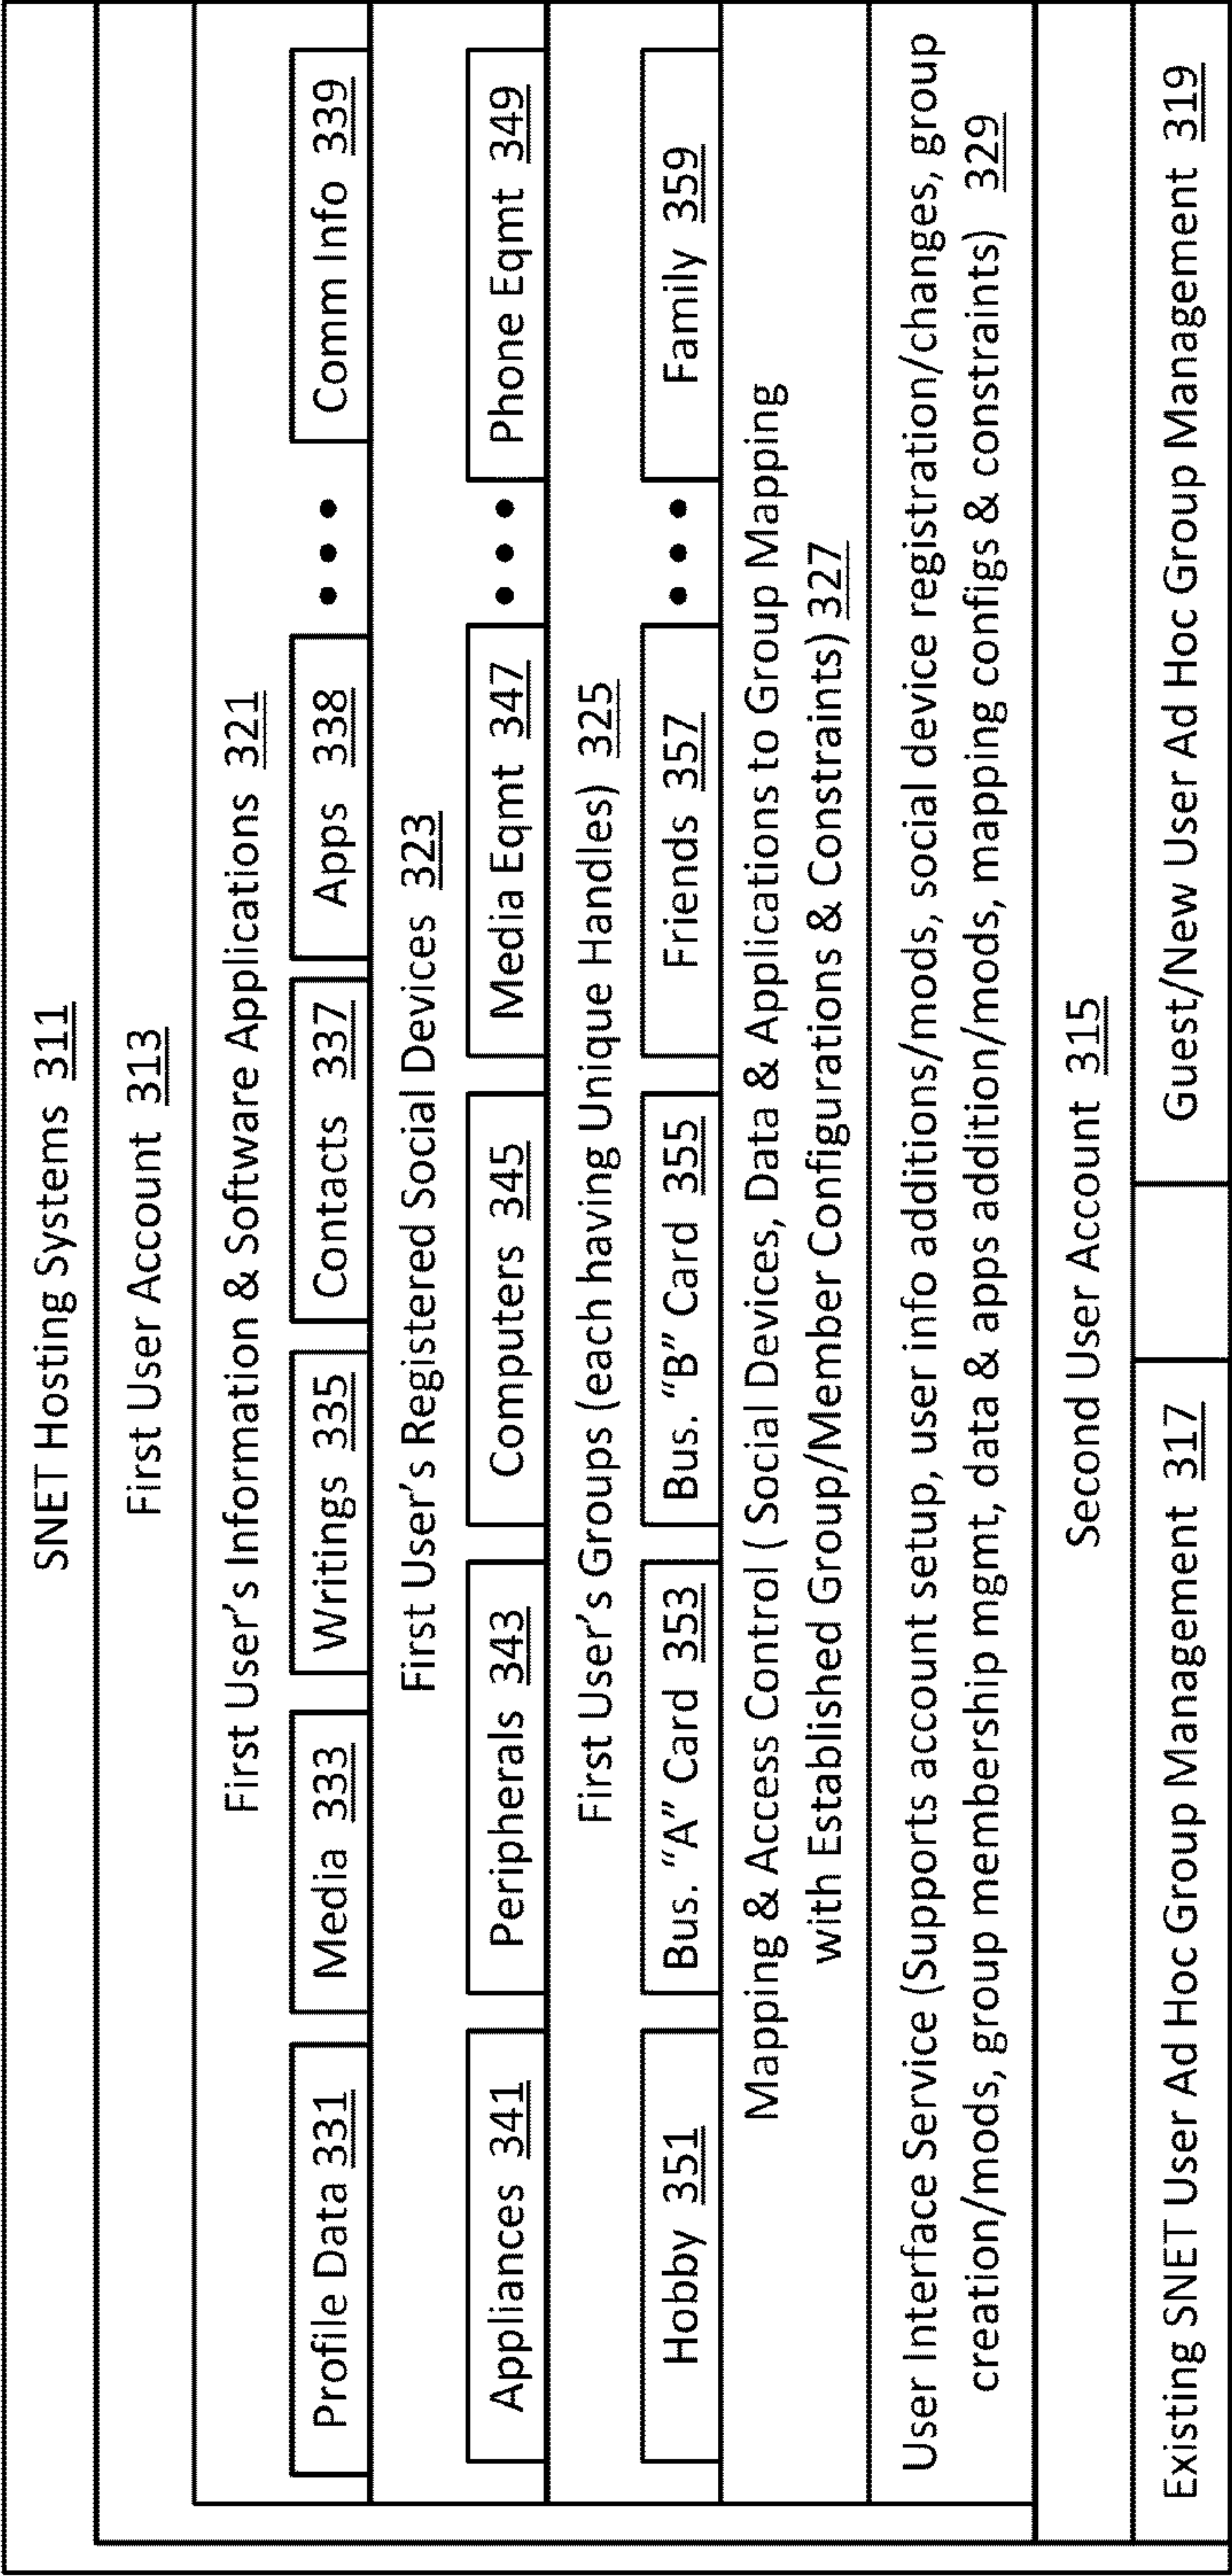 SNET Hosting Systems 311
First User Account 313
First User's Information & Software Applications 321
Profile Data 331
Media 333
Writings 335
Contacts 337
Apps 338
● ● ●
Comm Info 339
First User's Registered Social Devices 323
Appliances 341
Peripherals 343
Computers 345
Media Eqmt 347
● ● ●
Phone Eqmt 349
First User's Groups (each having Unique Handles) 325
Hobby 351
Bus. “A” Card 353
Bus. “B” Card 355
Friends 357
● ● ●
Family 359
Mapping & Access Control ( Social Devices, Data & Applications to Group Mapping
with Established Group/Member Configurations & Constraints) 327
User Interface Service (Supports account setup, user info additions/mods, social device registration/changes, group
creation/mods, group membership mgmt, data & apps addition/mods, mapping configs & constraints) 329
Second User Account 315
Existing SNET User Ad Hoc Group Management 317
Guest/New User Ad Hoc Group Management 319